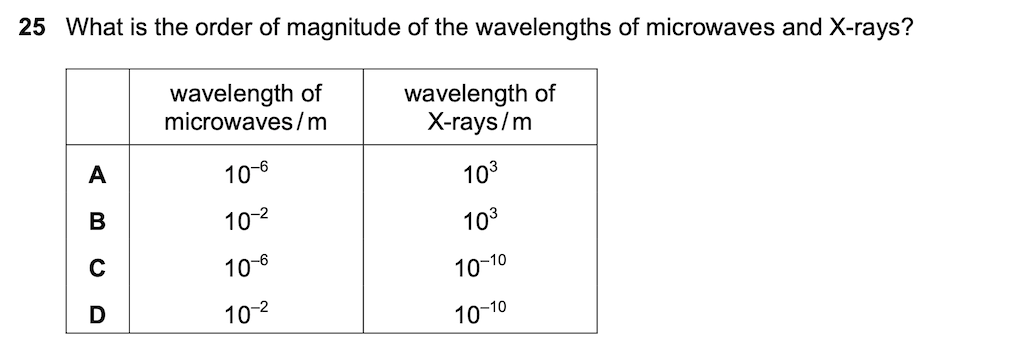 25 What is the order of magnitude of the wavelengths of microwaves and X-rays?
wavelength of microwaves / m
wavelength of X-rays / m
A 10⁻⁶ 10³
B 10⁻² 10³
C 10⁻⁶ 10⁻¹⁰
D 10⁻² 10⁻¹⁰